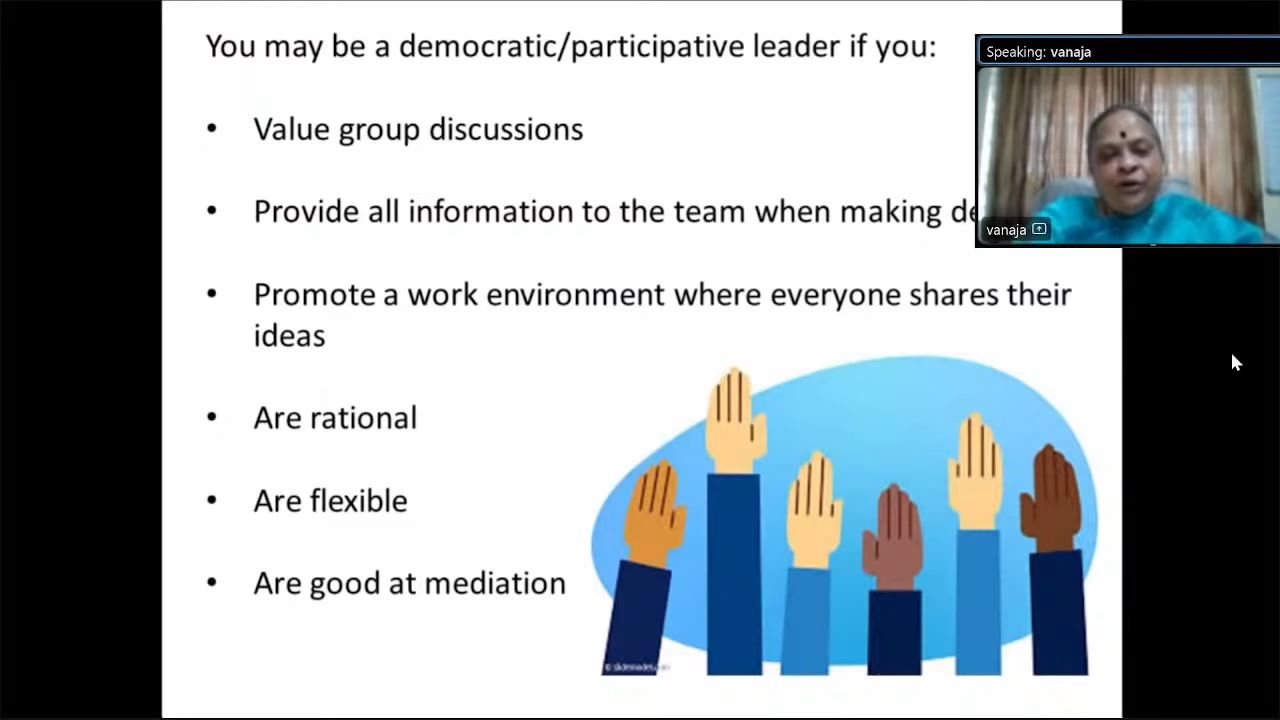 You may be a democratic/participative leader if you:
Speaking: vanaja
• Value group discussions
• Provide all information to the team when making
vanaja
• Promote a work environment where everyone shares their
ideas
• Are rational
• Are flexible
• Are good at mediation